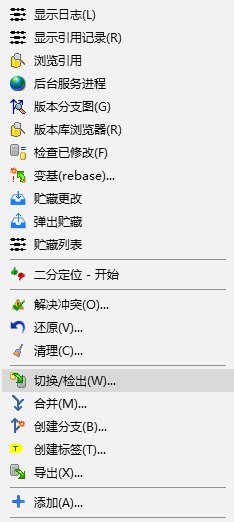 显示日志(L)
显示引用记录(R)
浏览引用
后台服务进程
版本分支图(G)
版本库浏览器(R)
检查已修改(F)
变基(rebase)...
贮藏更改
弹出贮藏
贮藏列表
二分定位 - 开始
解决冲突(O)...
还原(V)...
清理(C)...
切换/检出(W)...
合并(M)...
创建分支(B)...
创建标签(T)...
导出(X)...
添加(A)...